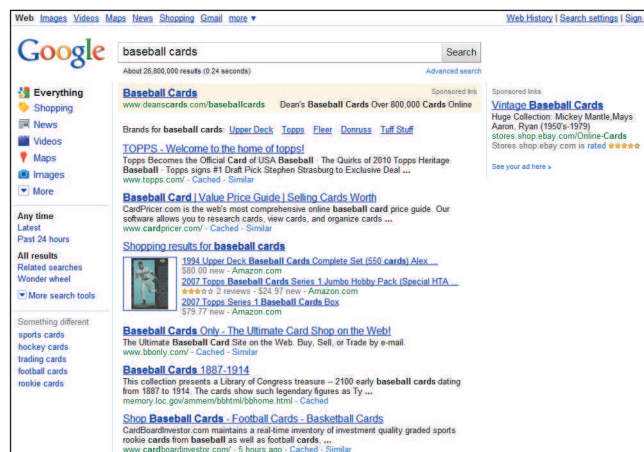 Web Images Videos Maps News Shopping Gmail more ▼
Web History | Search settings | Sign
Google
baseball cards
Search
About 28,800,000 results (0.24 seconds)
Advanced search
Everything
Shopping
News
Videos
Maps
Images
More
Any time
Latest
Past 24 hours
All results
Related searches
Wonder wheel
More search tools
Something different
sports cards
hockey cards
trading cards
football cards
rookie cards
Baseball Cards
Sponsored link
www.deanscards.com/baseballcards Dean's Baseball Cards Over 800,000 Cards Online
Brands for baseball cards: Upper Deck Topps Fleer Donruss Tuff Stuff
TOPPS - Welcome to the home of topps!
Topps Becomes the Official Card of USA Baseball · The Quirks of 2010 Topps Heritage
Baseball · Topps signs #1 Draft Pick Stephen Strasburg to Exclusive Deal ...
www.topps.com/ - Cached - Similar
Baseball Card | Value Price Guide | Selling Cards Worth
CardPricer.com is the web's most comprehensive online baseball card price guide. Our
software allows you to research cards, view cards, and organize cards ...
www.cardpricer.com/ - Cached - Similar
Shopping results for baseball cards
1994 Upper Deck Baseball Cards Complete Set (550 cards) Alex ...
$80.00 new - Amazon.com
2007 Topps Baseball Cards Series 1 Jumbo Hobby Pack (Special HTA ...
2 reviews - $24.97 new - Amazon.com
2007 Topps Series 1 Baseball Cards Box
$79.77 new - Amazon.com
Baseball Cards Only - The Ultimate Card Shop on the Web!
The Ultimate Baseball Card Site on the Web. Buy, Sell, or Trade by e-mail.
www.bbonly.com/ - Cached - Similar
Baseball Cards 1887-1914
This collection presents a Library of Congress treasure -- 2100 early baseball cards dating
from 1887 to 1914. The cards show such legendary figures as Ty ...
memory.loc.gov/ammem/bbhtml/bbhome.html - Cached
Shop Baseball Cards - Football Cards - Basketball Cards
CardBoardInvestor.com maintains a real-time inventory of investment quality graded sports
rookie cards from baseball as well as football cards, ...
www.cardboardinvestor.com/ - 5 hours ago - Cached - Similar
Sponsored links
Vintage Baseball Cards
Huge Collection: Mickey Mantle,Mays
Aaron, Ryan (1950's-1979)
stores.shop.ebay.com/Online-Cards
Stores.shop.ebay.com is rated
See your ad here »